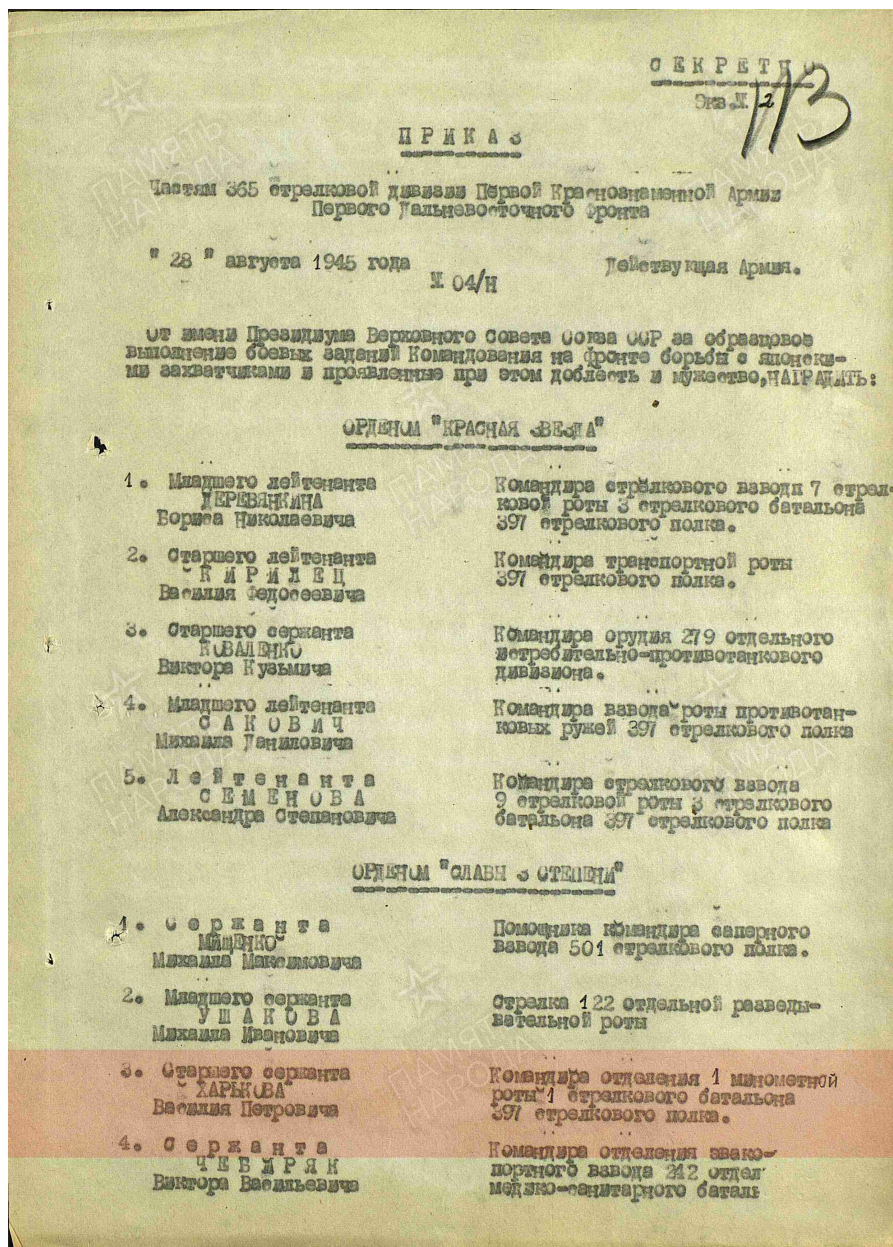 СЕКРЕТНО
Экз.№ 2
113
ПРИКАЗ
Частям 365 стрелковой дивизии Первой Краснознаменной Армии
Первого Дальневосточного Фронта
" 28 " августа 1945 года
Действующая Армия.
№ 04/Н
От имени Президиума Верховного Совета Союза ССР за образцовое
выполнение боевых заданий Командования на фронте борьбы с японски-
ми захватчиками и проявленные при этом доблесть и мужество,НАГРАДИТЬ:
ОРДЕНОМ "КРАСНАЯ ЗВЕЗДА"
1. Младшего лейтенанта
ДЕРЕВЯНКИНА
Бориса Николаевича
Командира стрелкового взводп 7 стрел-
ковой роты 3 стрелкового батальона
397 стрелкового полка.
2. Старшего лейтенанта
КИРИЛЕЦ
Василия Федосеевича
Командира транспортной роты
397 стрелкового полка.
3. Старшего сержанта
КОВАЛЕНКО
Виктора Кузьмича
Командира орудия 279 отдельного
истребительно-противотанкового
дивизиона.
4. Младшего лейтенанта
САКОВИЧ
Михаила Даниловича
Командира взвода роты противотан-
ковых ружей 397 стрелкового полка
5. Лейтенанта
СЕМЕНОВА
Александра Степановича
Командира стрелкового взвода
9 стрелковой роты 3 стрелкового
батальона 397 стрелкового полка
ОРДЕНОМ "СЛАВЫ 3 СТЕПЕНИ"
1. Сержанта
МАЩЕНКО
Михаила Максимовича
Помощника командира саперного
взвода 501 стрелкового полка.
2. Младшего сержанта
УШАКОВА
Михаила Ивановича
Стрелка 122 отдельной разведы-
вательной роты
3. Старшего сержанта
ХАРЬКОВА
Василия Петровича
Командира отделения 1 минометной
роты 1 стрелкового батальона
397 стрелкового полка.
4. Сержанта
ЧЕБДРЯК
Виктора Васильевича
Командира отделения эвако-
портного взвода 242 отдел
медико-санитарного баталь